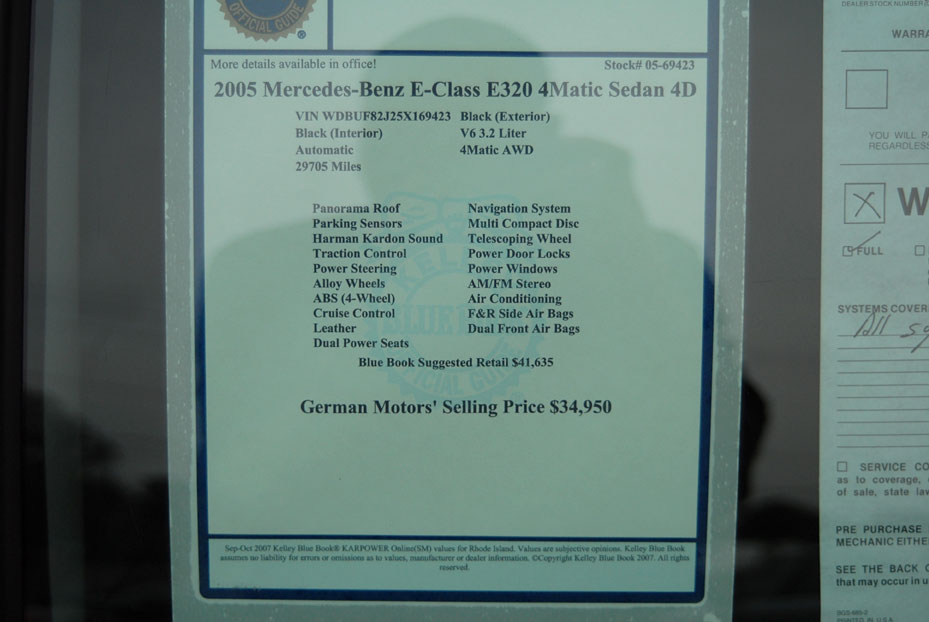 OFFICIAL GUIDE
®
More details available in office!
Stock# 05-69423
2005 Mercedes-Benz E-Class E320 4Matic Sedan 4D
VIN WDBUF82J25X169423 Black (Exterior)
Black (Interior) V6 3.2 Liter
Automatic 4Matic AWD
29705 Miles
Panorama Roof Navigation System
Parking Sensors Multi Compact Disc
Harman Kardon Sound Telescoping Wheel
Traction Control Power Door Locks
Power Steering Power Windows
Alloy Wheels AM/FM Stereo
ABS (4-Wheel) Air Conditioning
Cruise Control F&R Side Air Bags
Leather Dual Front Air Bags
Dual Power Seats
Blue Book Suggested Retail $41,635
German Motors' Selling Price $34,950
Sep-Oct 2007 Kelley Blue Book® KARPOWER Online(SM) values for Rhode Island. Values are subjective opinions. Kelley Blue Book
assumes no liability for errors or omissions as to values, manufacturer or dealer information. ©Copyright Kelley Blue Book 2007. All rights
reserved.
DEALER STOCK NUMBER
WARRA
YOU WILL PA
REGARDLESS
W
FULL
SYSTEMS COVER
All sy
SERVICE CO
as to coverage,
of sale, state law
PRE PURCHASE
MECHANIC EITHE
SEE THE BACK O
that may occur in u
PRINTED IN U.S.A.